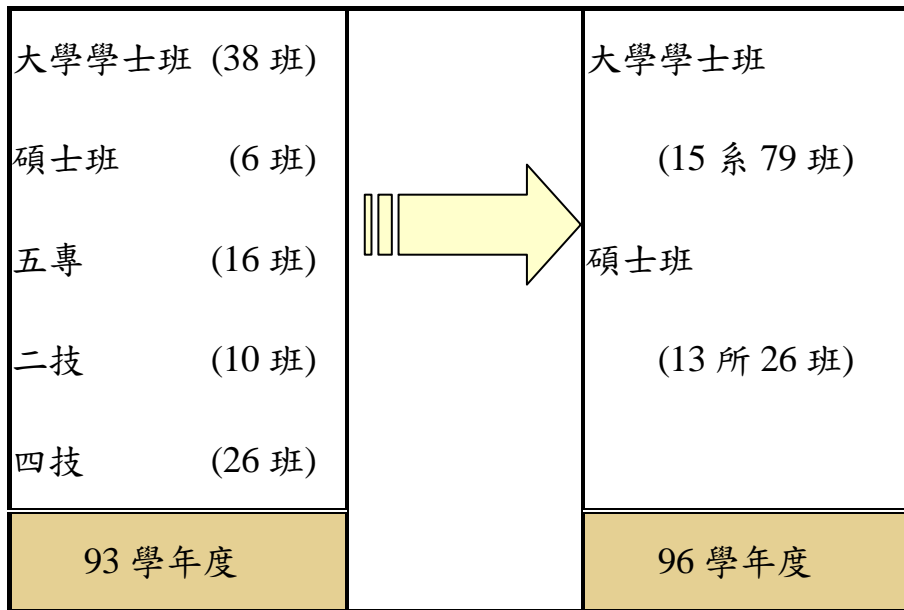 大學學士班 (38 班)
碩士班 (6 班)
五專 (16 班)
二技 (10 班)
四技 (26 班)
93 學年度
大學學士班
(15 系 79 班)
碩士班
(13 所 26 班)
96 學年度